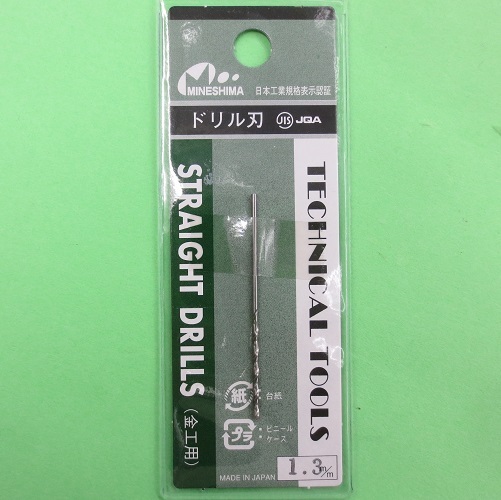 MINESHIMA
日本工業規格表示認証
ドリル刃 JIS JQA
TECHNICAL TOOLS
STRAIGHT DRILLS (金工用)
紙 : 台紙
プラ : ビニールケース
MADE IN JAPAN
1.3m/m